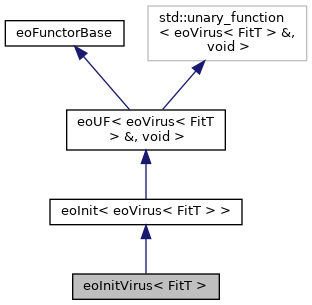 eoFunctorBase
std::unary_function
< eoVirus< FitT > &,
void >
eoUF< eoVirus< FitT
> &, void >
eoInit< eoVirus< FitT > >
eoInitVirus< FitT >